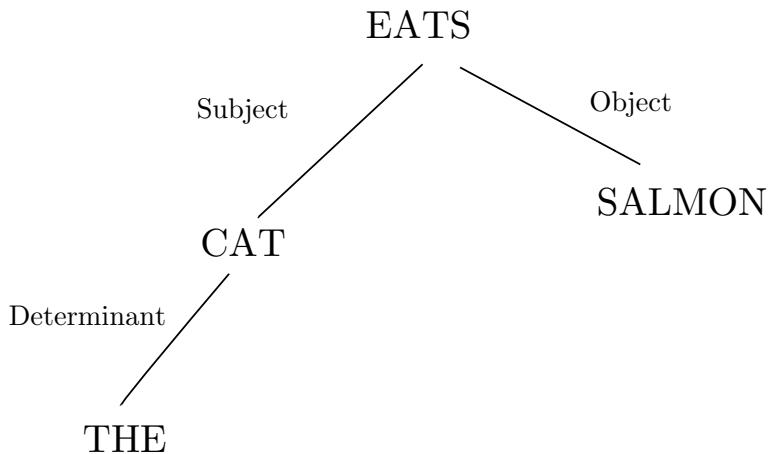 EATS
Subject
Object
SALMON
CAT
Determinant
THE